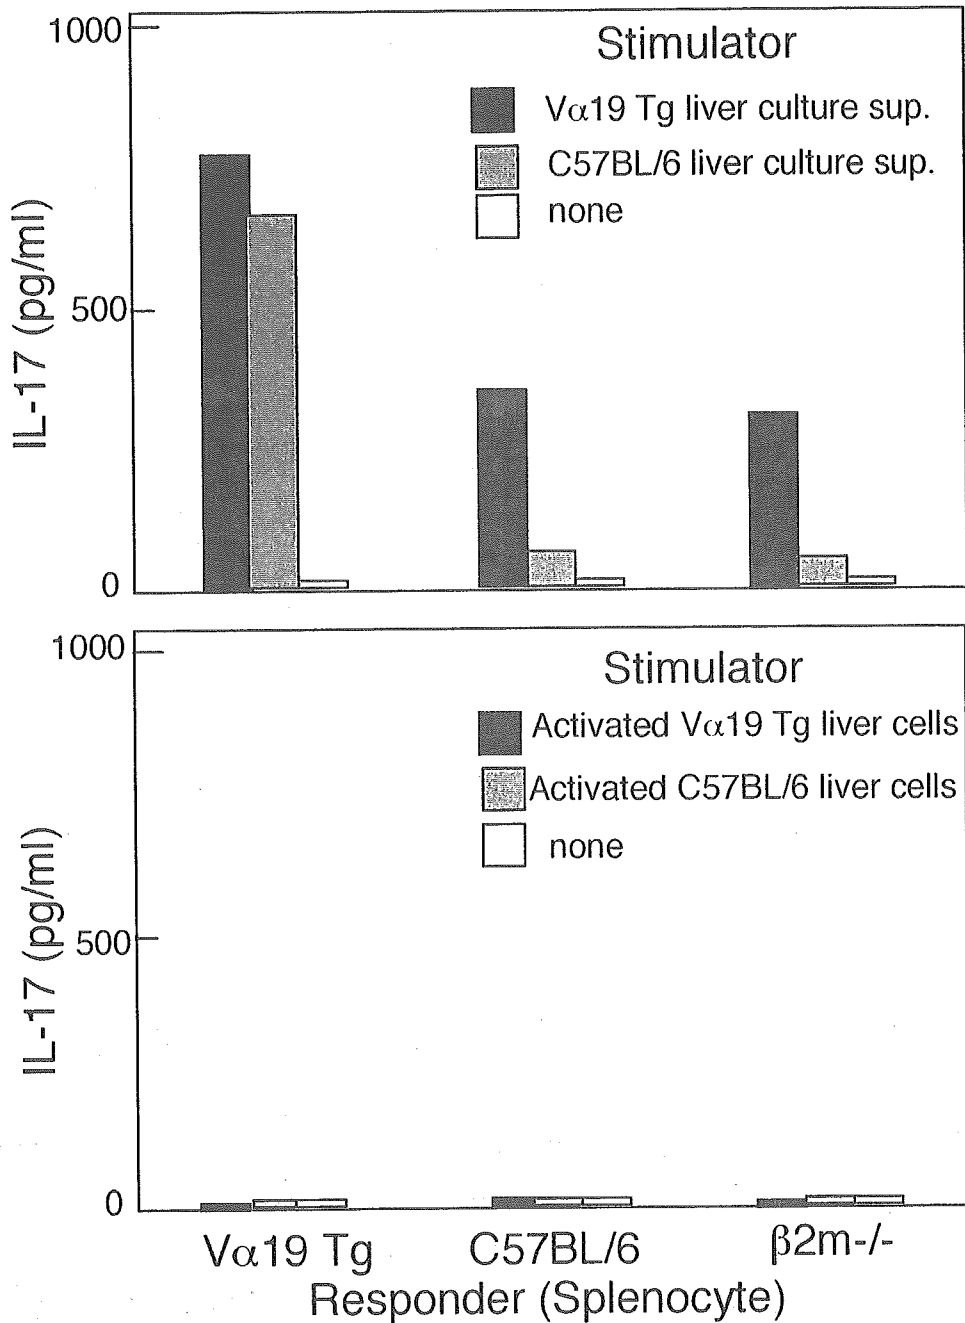 1000
Stimulator
Vα19 Tg liver culture sup.
C57BL/6 liver culture sup.
none
500
0
IL-17 (pg/ml)
1000
Stimulator
Activated Vα19 Tg liver cells
Activated C57BL/6 liver cells
none
500
0
IL-17 (pg/ml)
Vα19 Tg C57BL/6 β2m-/-
Responder (Splenocyte)